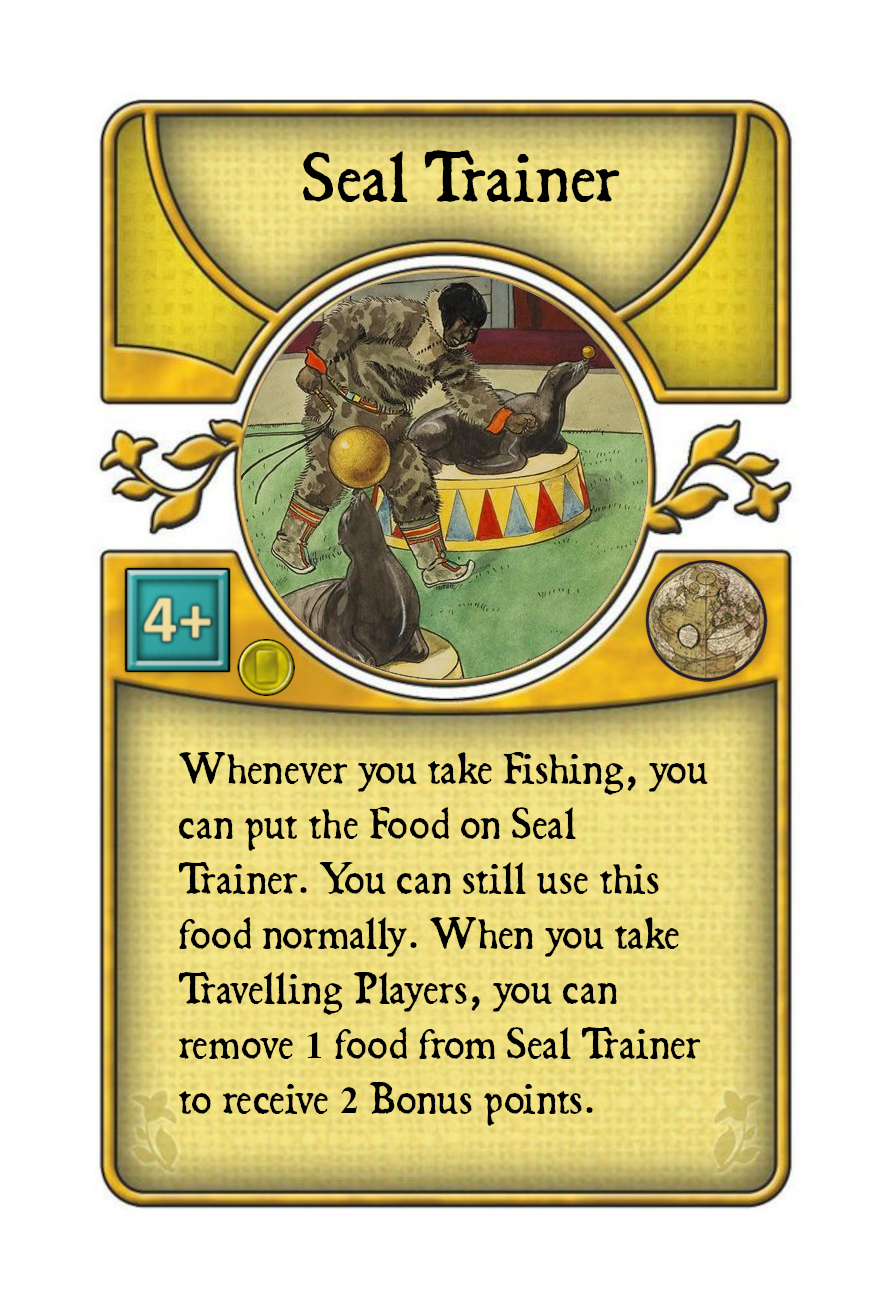 Seal Trainer
4+
Whenever you take Fishing, you
can put the Food on Seal
Trainer. You can still use this
food normally. When you take
Travelling Players, you can
remove 1 food from Seal Trainer
to receive 2 Bonus points.